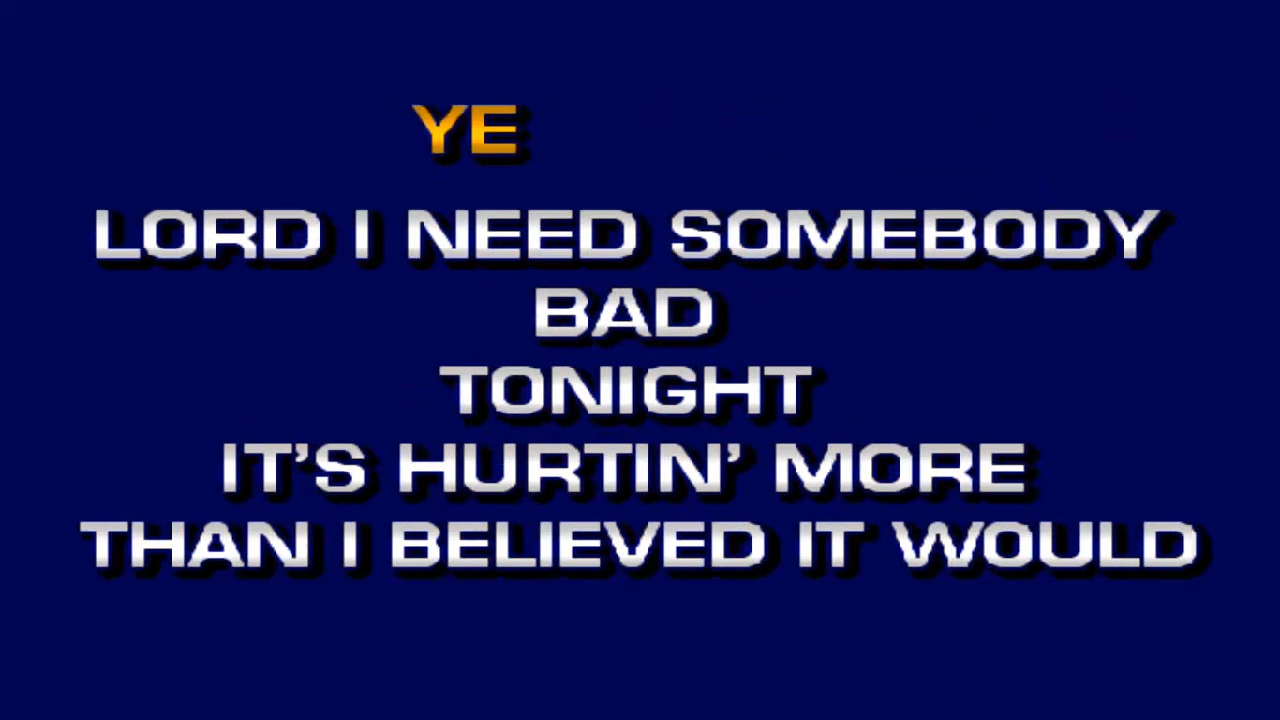 YE
LORD I NEED SOMEBODY
BAD
TONIGHT
IT'S HURTIN' MORE
THAN I BELIEVED IT WOULD